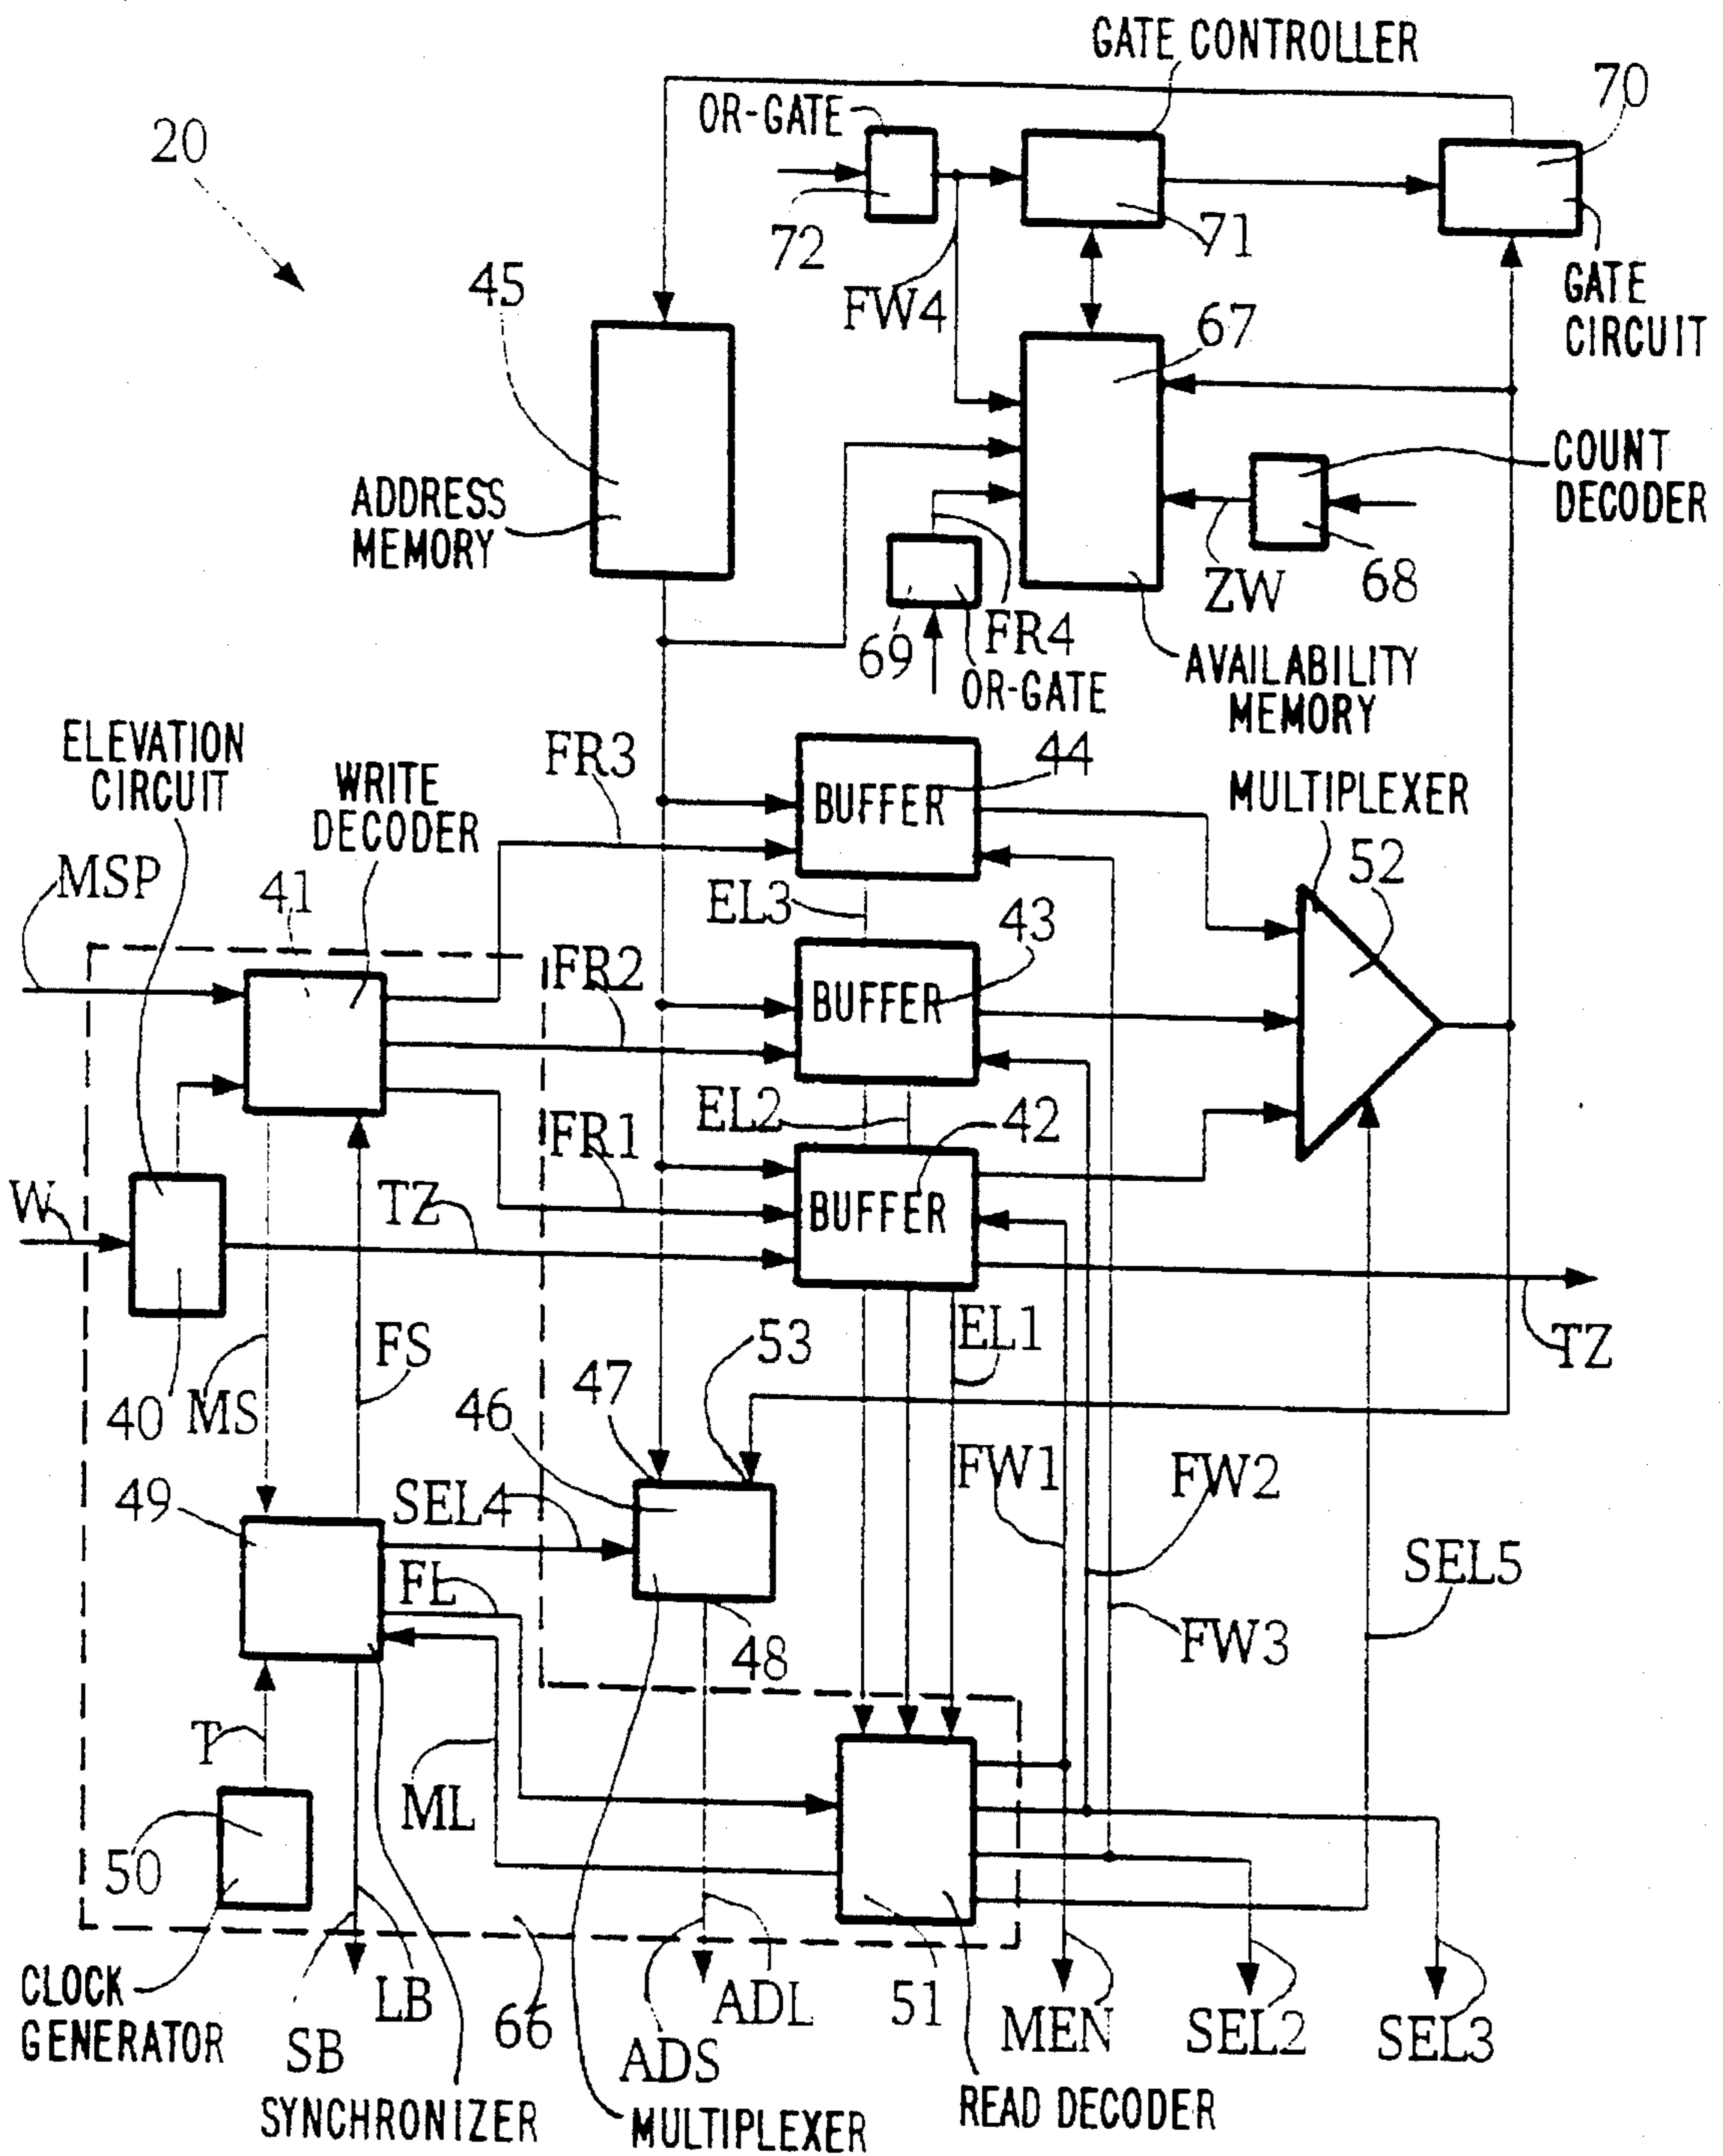 GATE CONTROLLER
70
OR-GATE
20
72
71
45
FW4
67
GATE
CIRCUIT
COUNT
DECODER
ADDRESS
MEMORY
ZW
68
69
FR4
OR-GATE
AVAILABILITY
MEMORY
ELEVATION
CIRCUIT
WRITE
DECODER
FR3
44
BUFFER
MULTIPLEXER
52
MSP
41
EL3
43
FR2
BUFFER
EL2
42
FR1
W
TZ
BUFFER
EL1
TZ
FS
53
40
MS
47
46
49
SEL4
FW1
FW2
FL
SEL5
48
FW3
T
ML
50
CLOCK
GENERATOR
SB
LB
66
ADS
ADL
51
MEN
SEL2
SEL3
SYNCHRONIZER
MULTIPLEXER
READ DECODER